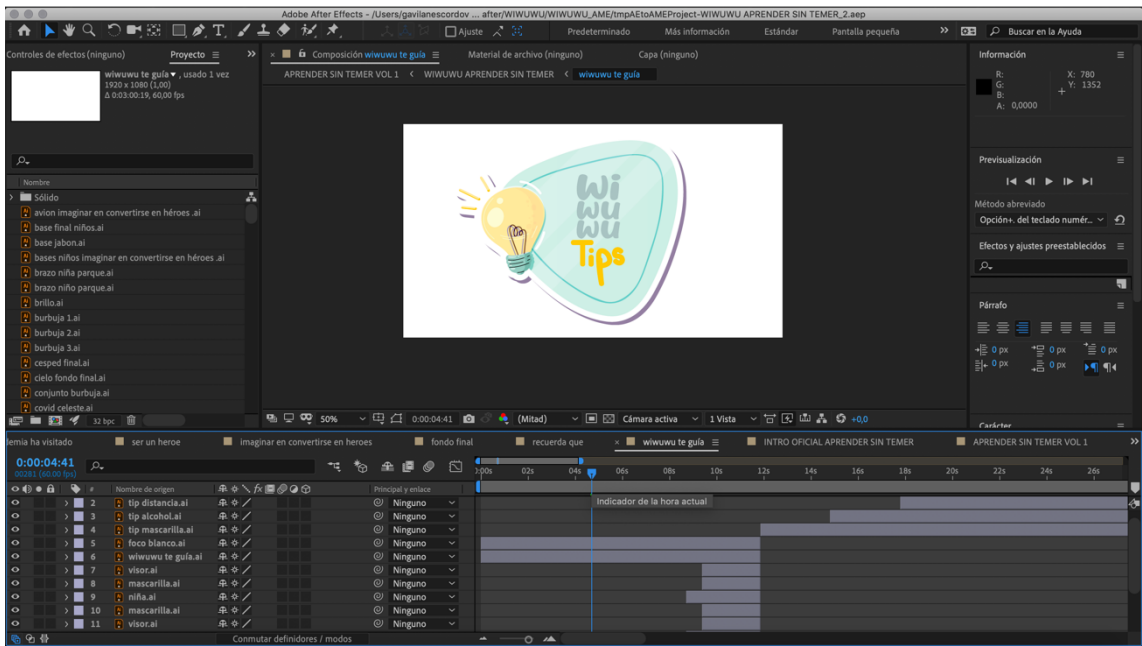 Adobe After Effects - /Users/gavilanescordov ... after/WIWUWU/WIWUWU_AME/tmpAEtoAMEProject-WIWUWU APRENDER SIN TEMER_2.aep
Ajuste
Predeterminado
Más información
Estándar
Pantalla pequeña
Buscar en la Ayuda
Controles de efectos (ninguno)
Proyecto
Composición wiwuwu te guía
Material de archivo (ninguno)
Capa (ninguno)
Información
wiwuwu te guía, usado 1 vez
1920 x 1080 (1,00)
Δ 0:03:00:19, 60,00 fps)
APRENDER SIN TEMER VOL 1
WIWUWU APRENDER SIN TEMER
wiwuwu te guía
R:
G:
B:
A: 0,0000
X: 780
Y: 1352
Wi
wu
wu
Tips
Nombre
Sólido
avion imaginar en convertirse en héroes .ai
base final niños.ai
base jabon.ai
bases niños imaginar en convertirse en héroes .ai
brazo niña parque.ai
brazo niño parque.ai
brillo.ai
burbuja 1.ai
burbuja 2.ai
burbuja 3.ai
cesped final.ai
cielo fondo final.ai
conjunto burbuja.ai
covid celeste.ai
32 bpc
Previsualización
Método abreviado
Opción+. del teclado numér...
Efectos y ajustes preestablecidos
Párrafo
0 px
0 px
0 px
0 px
0 px
Carácter
50%
0:00:04:41
(Mitad)
Cámara activa
1 Vista
+0,0
lemia ha visitado
ser un heroe
imaginar en convertirse en heroes
fondo final
recuerda que
wiwuwu te guía
INTRO OFICIAL APRENDER SIN TEMER
APRENDER SIN TEMER VOL 1
0:00:04:41
00281 (60.00 fps)
02s
04s
06s
08s
10s
12s
14s
16s
18s
20s
22s
24s
26s
#
Nombre de origen
fx
Principal y enlace
Indicador de la hora actual
2 tip distancia.ai Ninguno
3 tip alcohol.ai Ninguno
4 tip mascarilla.ai Ninguno
5 foco blanco.ai Ninguno
6 wiwuwu te guía.ai Ninguno
7 visor.ai Ninguno
8 mascarilla.ai Ninguno
9 niña.ai Ninguno
10 mascarilla.ai Ninguno
11 visor.ai Ninguno
Conmutar definidores / modos